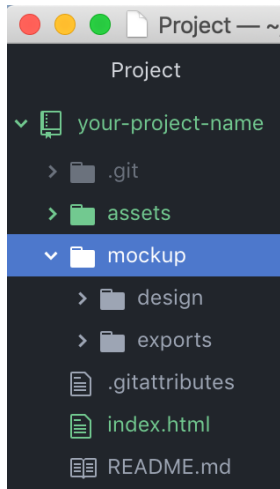 Project — ~
Project
your-project-name
.git
assets
mockup
design
exports
.gitattributes
index.html
README.md